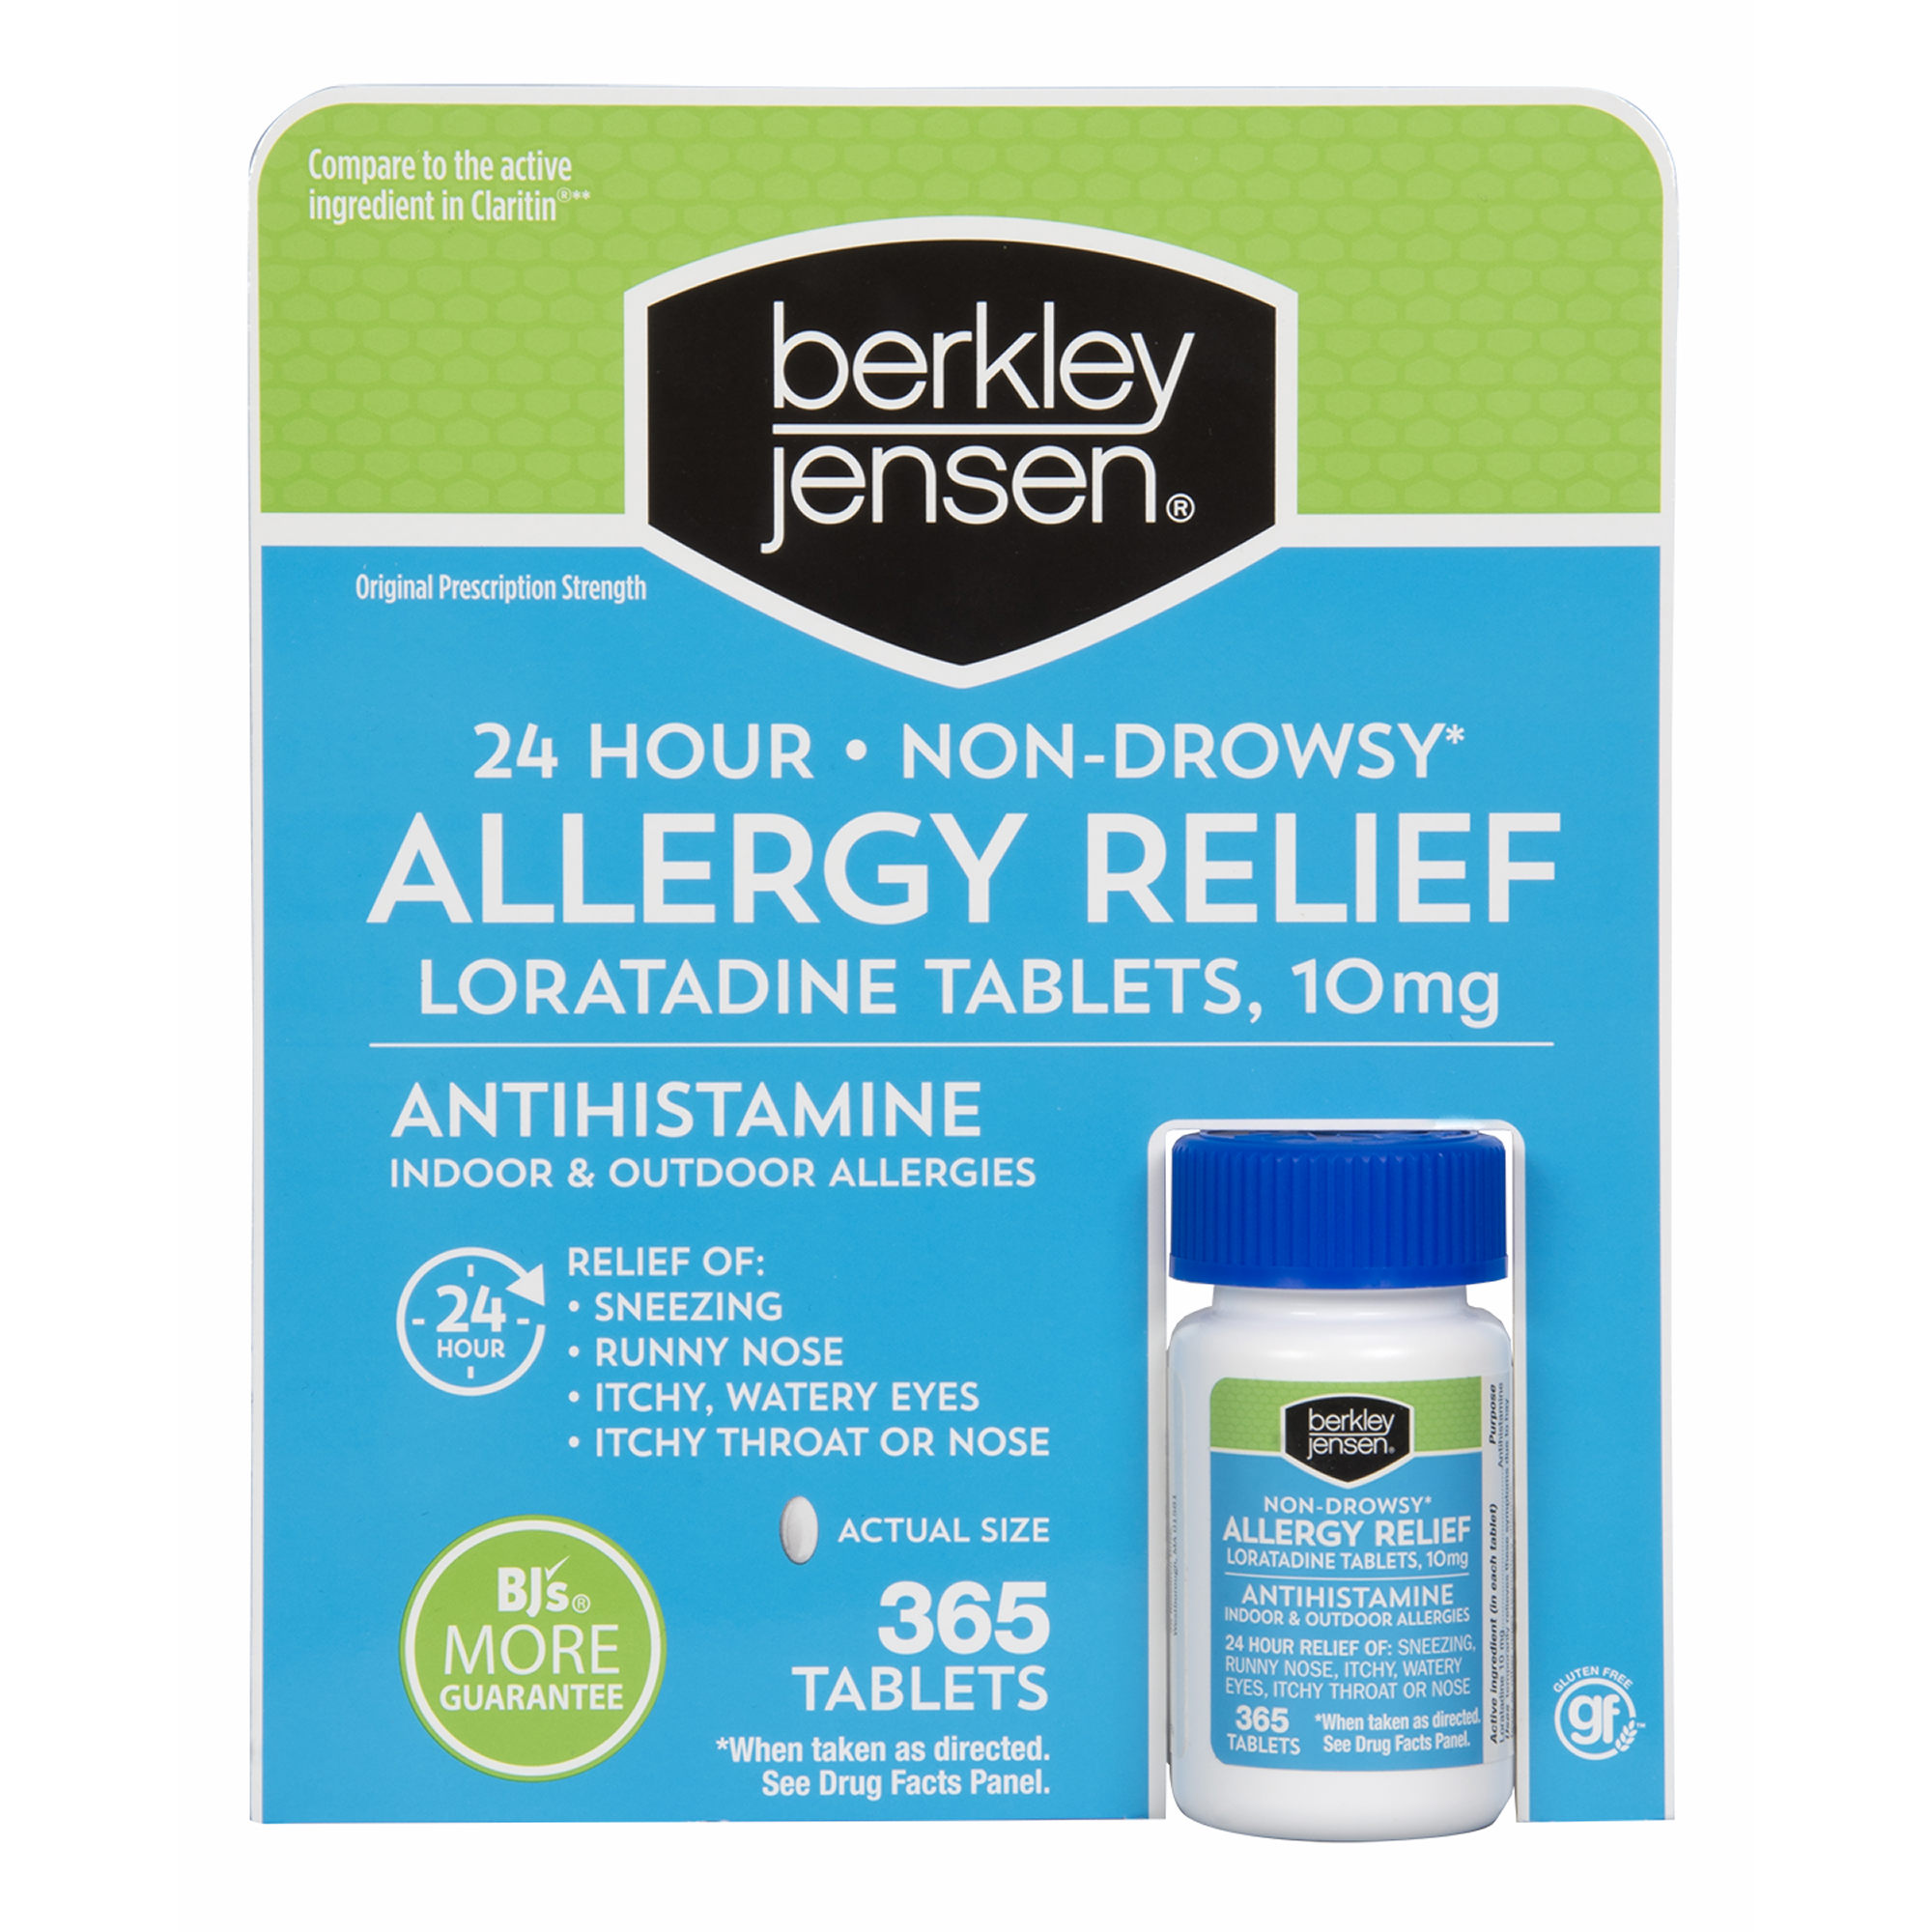 Compare to the active
ingredient in Claritin®**
berkley
jensen®
Original Prescription Strength
24 HOUR • NON-DROWSY*
ALLERGY RELIEF
LORATADINE TABLETS, 10mg
ANTIHISTAMINE
INDOOR & OUTDOOR ALLERGIES
24
HOUR
RELIEF OF:
• SNEEZING
• RUNNY NOSE
• ITCHY, WATERY EYES
• ITCHY THROAT OR NOSE
ACTUAL SIZE
BJ's®
MORE
GUARANTEE
365
TABLETS
*When taken as directed.
See Drug Facts Panel.
berkley
jensen®
NON-DROWSY*
ALLERGY RELIEF
LORATADINE TABLETS, 10mg
ANTIHISTAMINE
INDOOR & OUTDOOR ALLERGIES
24 HOUR RELIEF OF: SNEEZING,
RUNNY NOSE, ITCHY, WATERY
EYES, ITCHY THROAT OR NOSE
365
TABLETS
*When taken as directed.
See Drug Facts Panel.
Active ingredient (in each tablet) Purpose
Loratadine 10 mg Antihistamine
GLUTEN FREE
gf™